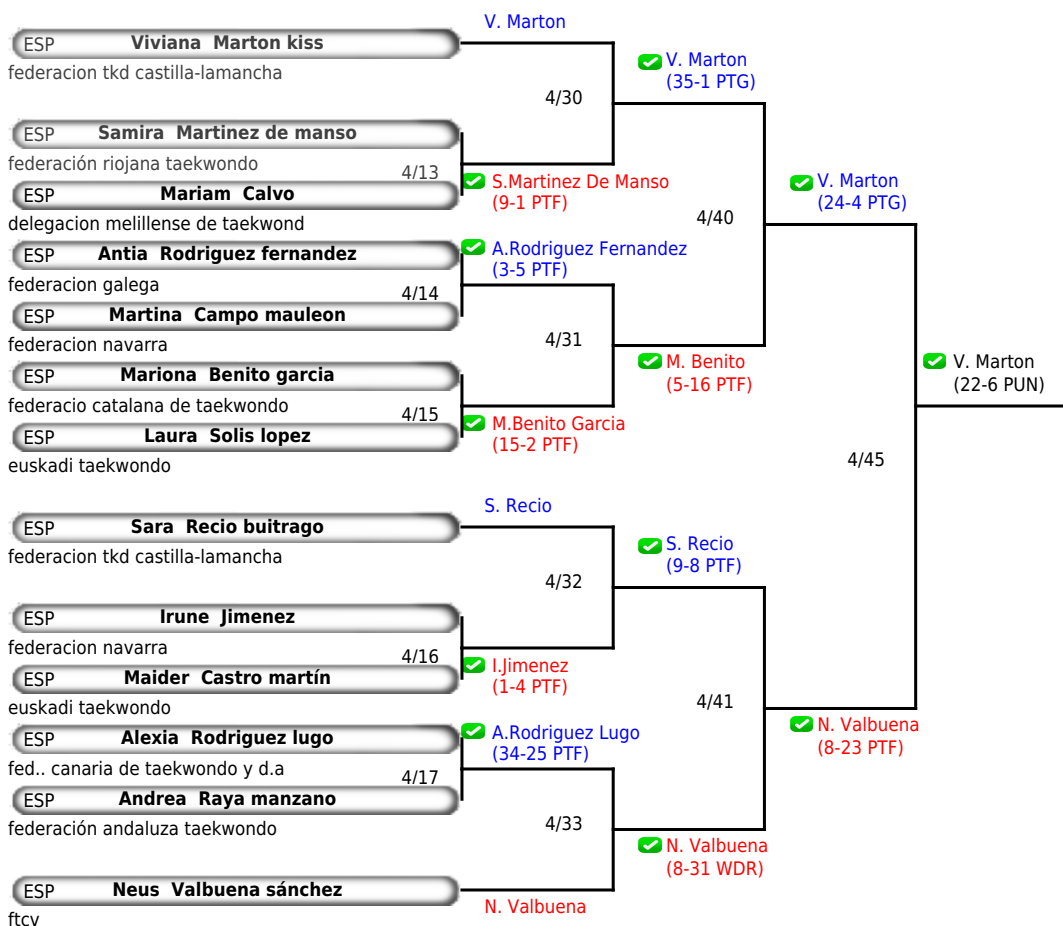 V. Marton
ESP Viviana Marton kiss
federacion tkd castilla-lamancha
V. Marton
(35-1 PTG)
4/30
ESP Samira Martinez de manso
federación riojana taekwondo
4/13
S.Martinez De Manso
(9-1 PTF)
ESP Mariam Calvo
delegacion melillense de taekwond
V. Marton
(24-4 PTG)
4/40
ESP Antia Rodriguez fernandez
federacion galega
A.Rodriguez Fernandez
(3-5 PTF)
4/14
ESP Martina Campo mauleon
federacion navarra
4/31
M. Benito
(5-16 PTF)
V. Marton
(22-6 PUN)
ESP Mariona Benito garcia
federacio catalana de taekwondo
4/15
M.Benito Garcia
(15-2 PTF)
ESP Laura Solis lopez
euskadi taekwondo
4/45
S. Recio
ESP Sara Recio buitrago
federacion tkd castilla-lamancha
S. Recio
(9-8 PTF)
4/32
ESP Irune Jimenez
federacion navarra
4/16
I.Jimenez
(1-4 PTF)
ESP Maider Castro martín
euskadi taekwondo
4/41
N. Valbuena
(8-23 PTF)
ESP Alexia Rodriguez lugo
fed.. canaria de taekwondo y d.a
A.Rodriguez Lugo
(34-25 PTF)
4/17
ESP Andrea Raya manzano
federación andaluza taekwondo
4/33
N. Valbuena
(8-31 WDR)
ESP Neus Valbuena sánchez
ftcv
N. Valbuena